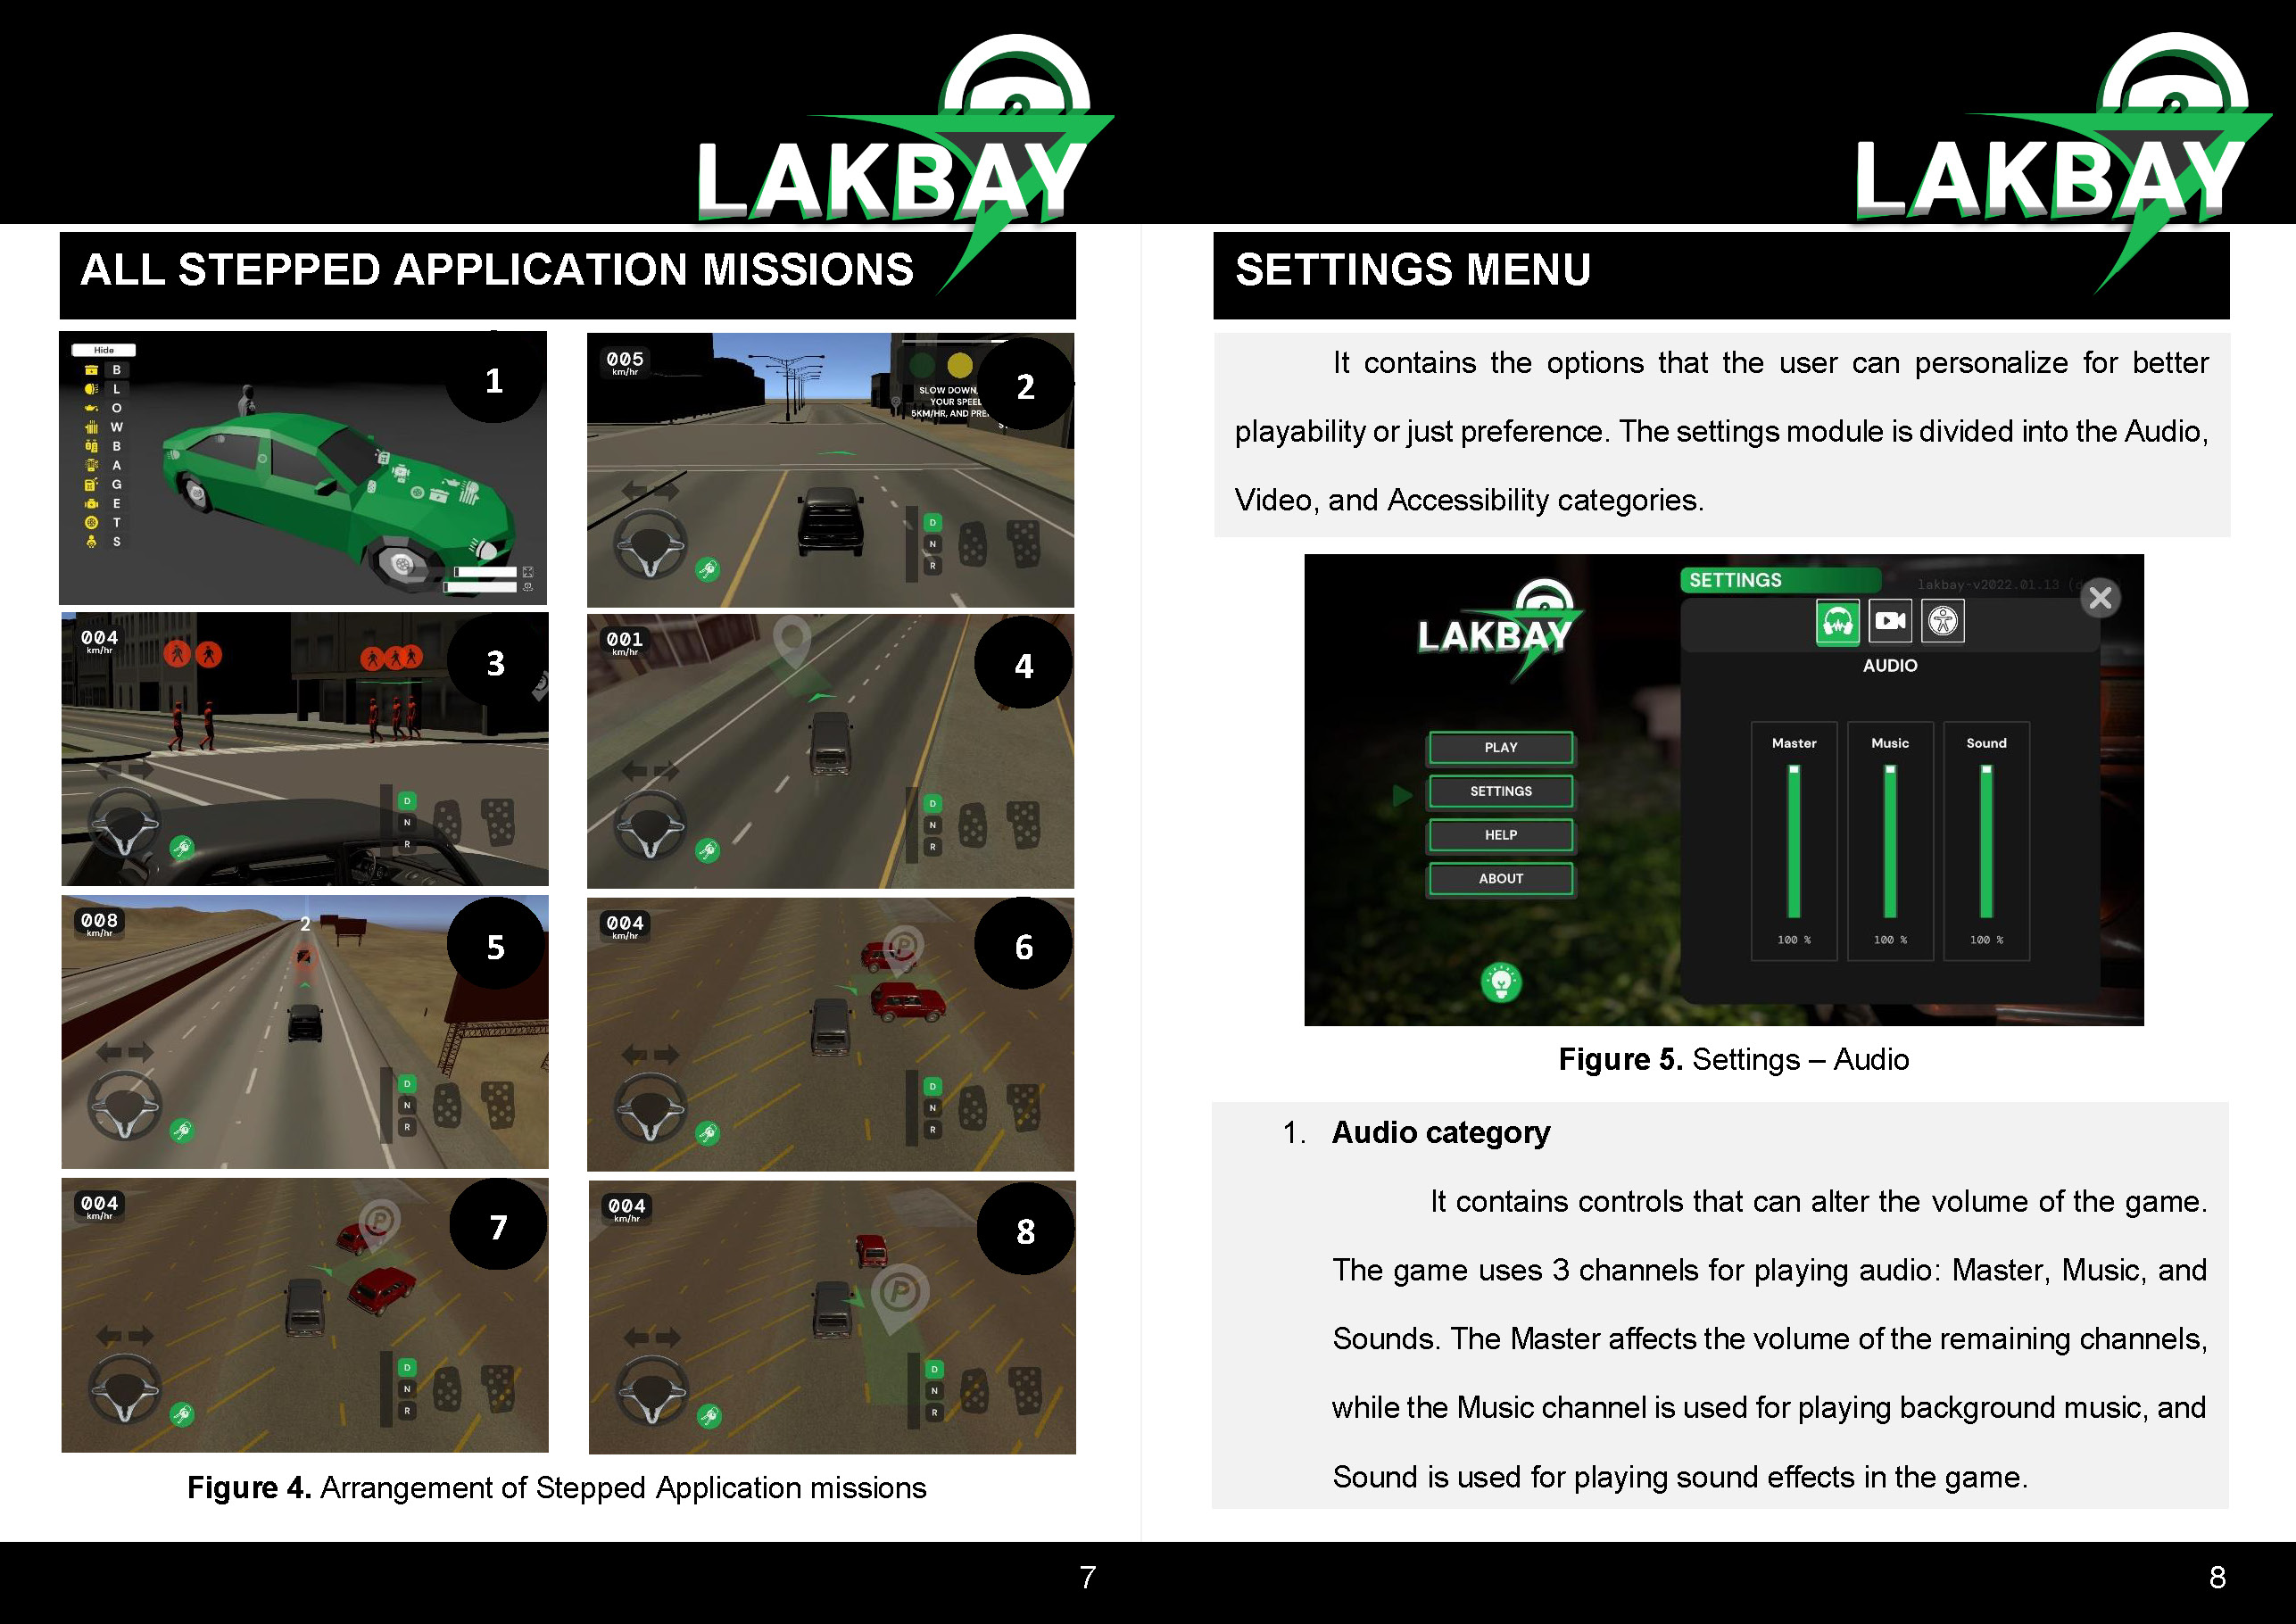 LAKBAY
ALL STEPPED APPLICATION MISSIONS
Hide
B
L
O
W
B
A
G
E
T
S
1
005
km/hr
SLOW DOWN,
YOUR SPEED
5KM/HR, AND PRE
2
D
N
R
004
km/hr
3
D
N
R
001
km/hr
4
D
N
R
008
km/hr
2
5
D
N
R
004
km/hr
P
6
D
N
R
004
km/hr
P
7
D
N
R
004
km/hr
P
8
D
N
R
Figure 4. Arrangement of Stepped Application missions
7
LAKBAY
SETTINGS MENU
It contains the options that the user can personalize for better
playability or just preference. The settings module is divided into the Audio,
Video, and Accessibility categories.
LAKBAY
PLAY
SETTINGS
HELP
ABOUT
SETTINGS
lakbay-v2022.01.13
AUDIO
Master Music Sound
100 % 100 % 100 %
Figure 5. Settings – Audio
1. Audio category
It contains controls that can alter the volume of the game.
The game uses 3 channels for playing audio: Master, Music, and
Sounds. The Master affects the volume of the remaining channels,
while the Music channel is used for playing background music, and
Sound is used for playing sound effects in the game.
8